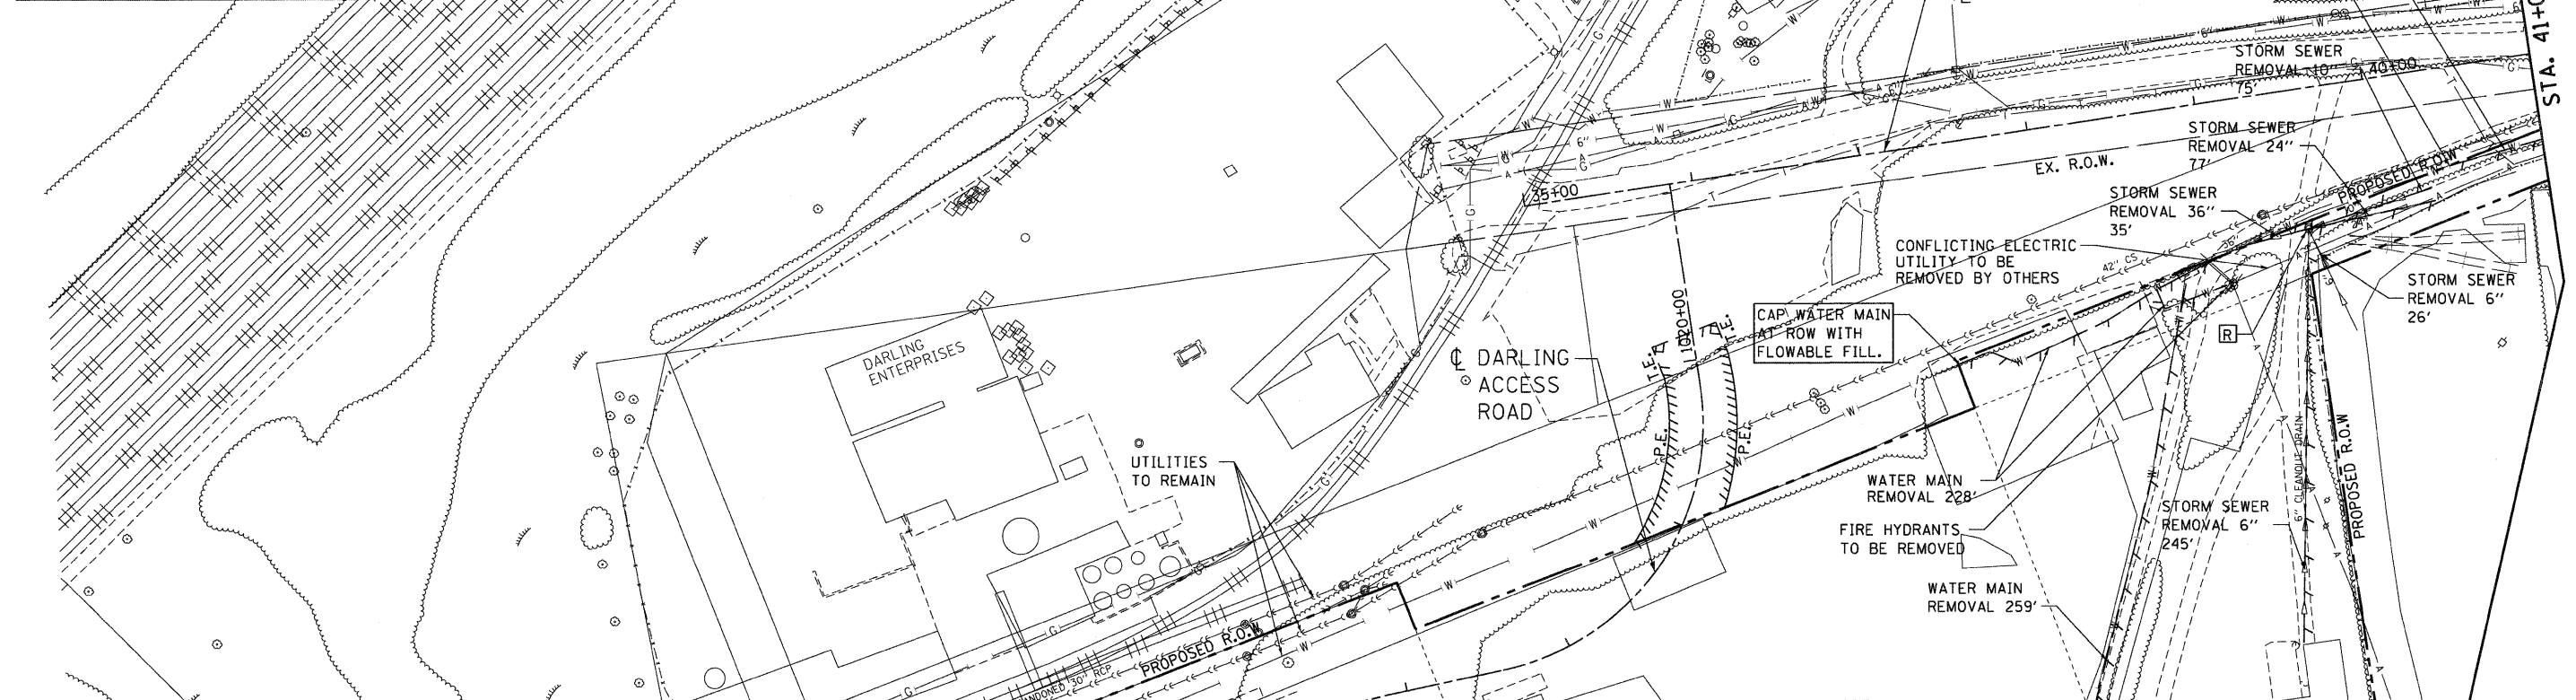 STA. 41+0
STORM SEWER
REMOVAL 10"
75'
40+00
STORM SEWER
REMOVAL 24"
77'
EX. R.O.W.
PROPOSED R.O.W
35+00
STORM SEWER
REMOVAL 36"
35'
36"
CONFLICTING ELECTRIC
UTILITY TO BE
REMOVED BY OTHERS
42" CS
STORM SEWER
REMOVAL 6"
26'
R
CAP WATER MAIN
AT ROW WITH
FLOWABLE FILL.
1020+00
T.E.
T.E.
P.E.
P.E.
℄ DARLING
ACCESS
ROAD
DARLING
ENTERPRISES
UTILITIES
TO REMAIN
WATER MAIN
REMOVAL 228'
FIRE HYDRANTS
TO BE REMOVED
STORM SEWER
REMOVAL 6"
245'
6" CLEANOUT DRAIN
PROPOSED R.O.W
WATER MAIN
REMOVAL 259'
PROPOSED R.O.W
ANDONED 30" RCP